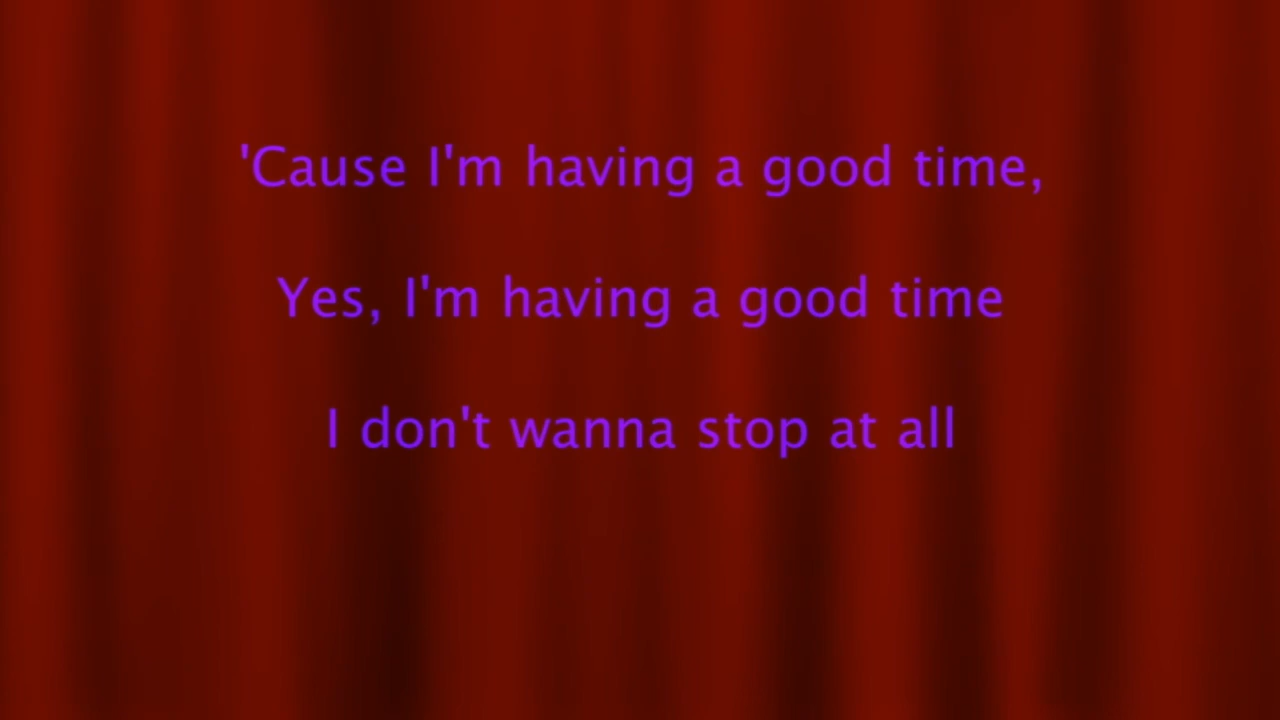 'Cause I'm having a good time,
Yes, I'm having a good time
I don't wanna stop at all